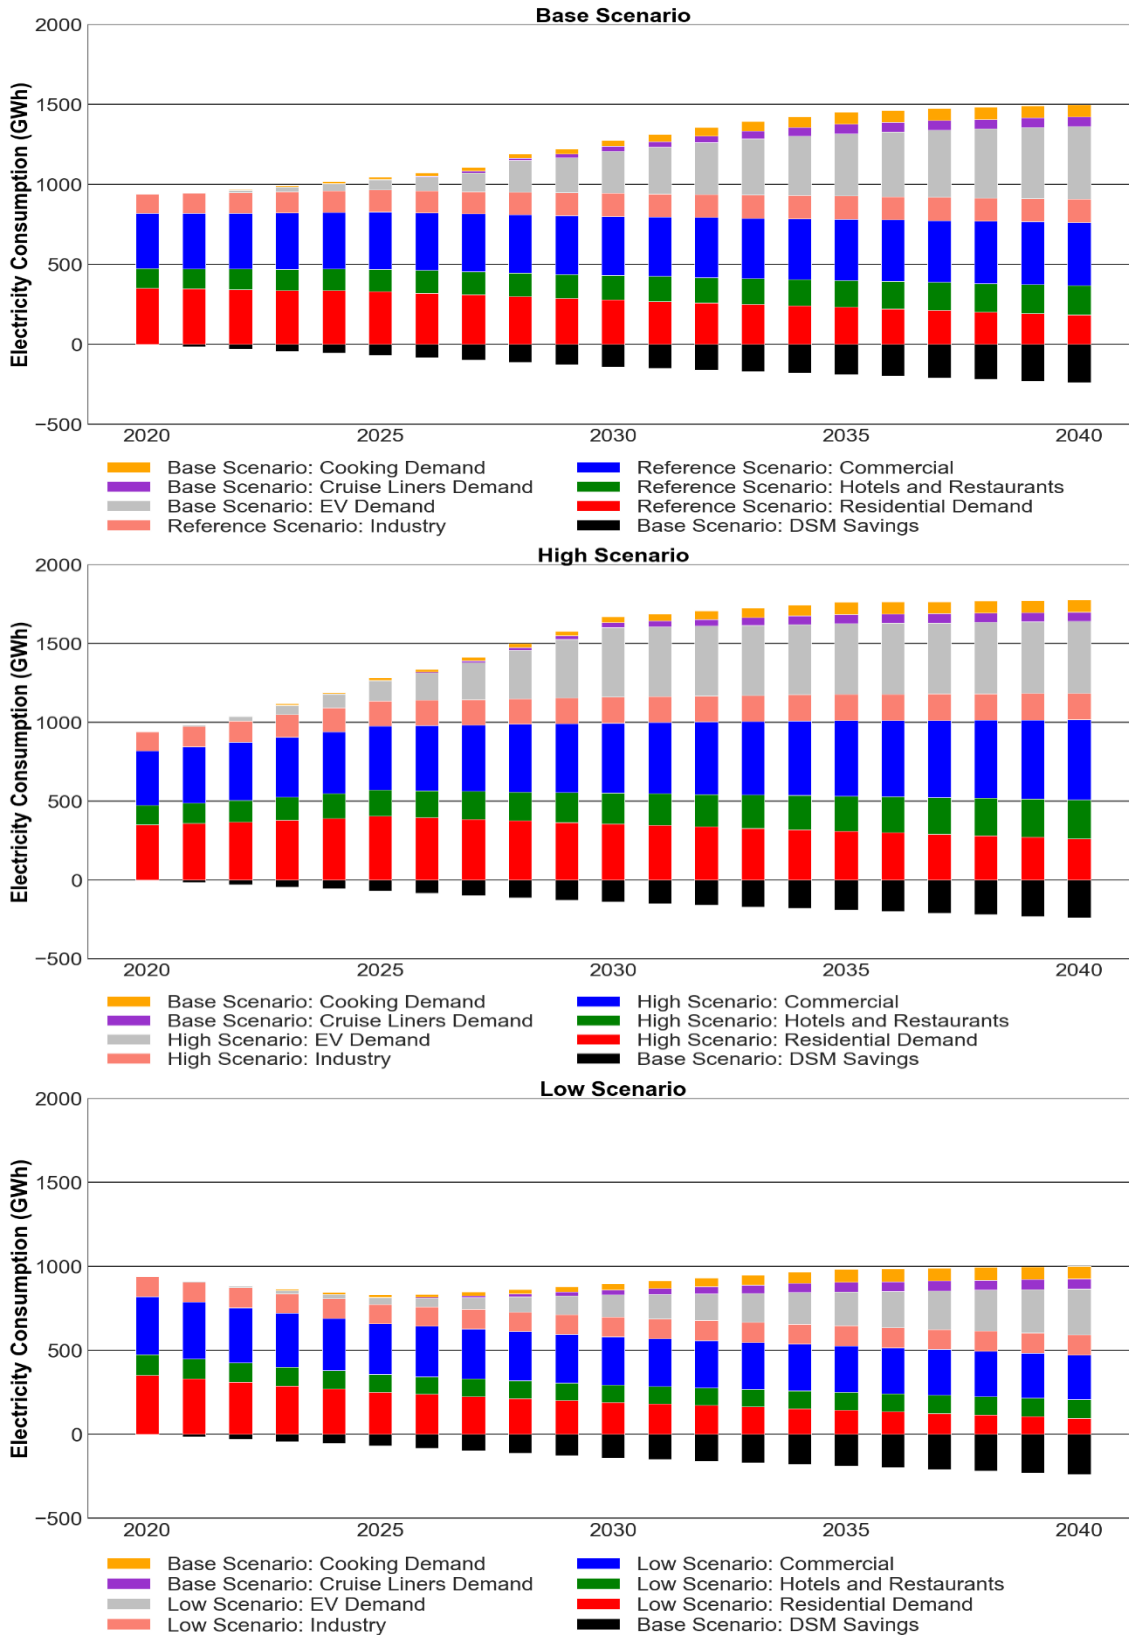 Base Scenario
Electricity Consumption (GWh)
2000
1500
1000
500
0
−500
2020 2025 2030 2035 2040
Base Scenario: Cooking Demand Reference Scenario: Commercial
Base Scenario: Cruise Liners Demand Reference Scenario: Hotels and Restaurants
Base Scenario: EV Demand Reference Scenario: Residential Demand
Reference Scenario: Industry Base Scenario: DSM Savings
High Scenario
Electricity Consumption (GWh)
2000
1500
1000
500
0
−500
2020 2025 2030 2035 2040
Base Scenario: Cooking Demand High Scenario: Commercial
Base Scenario: Cruise Liners Demand High Scenario: Hotels and Restaurants
High Scenario: EV Demand High Scenario: Residential Demand
High Scenario: Industry Base Scenario: DSM Savings
Low Scenario
Electricity Consumption (GWh)
2000
1500
1000
500
0
−500
2020 2025 2030 2035 2040
Base Scenario: Cooking Demand Low Scenario: Commercial
Base Scenario: Cruise Liners Demand Low Scenario: Hotels and Restaurants
Low Scenario: EV Demand Low Scenario: Residential Demand
Low Scenario: Industry Base Scenario: DSM Savings